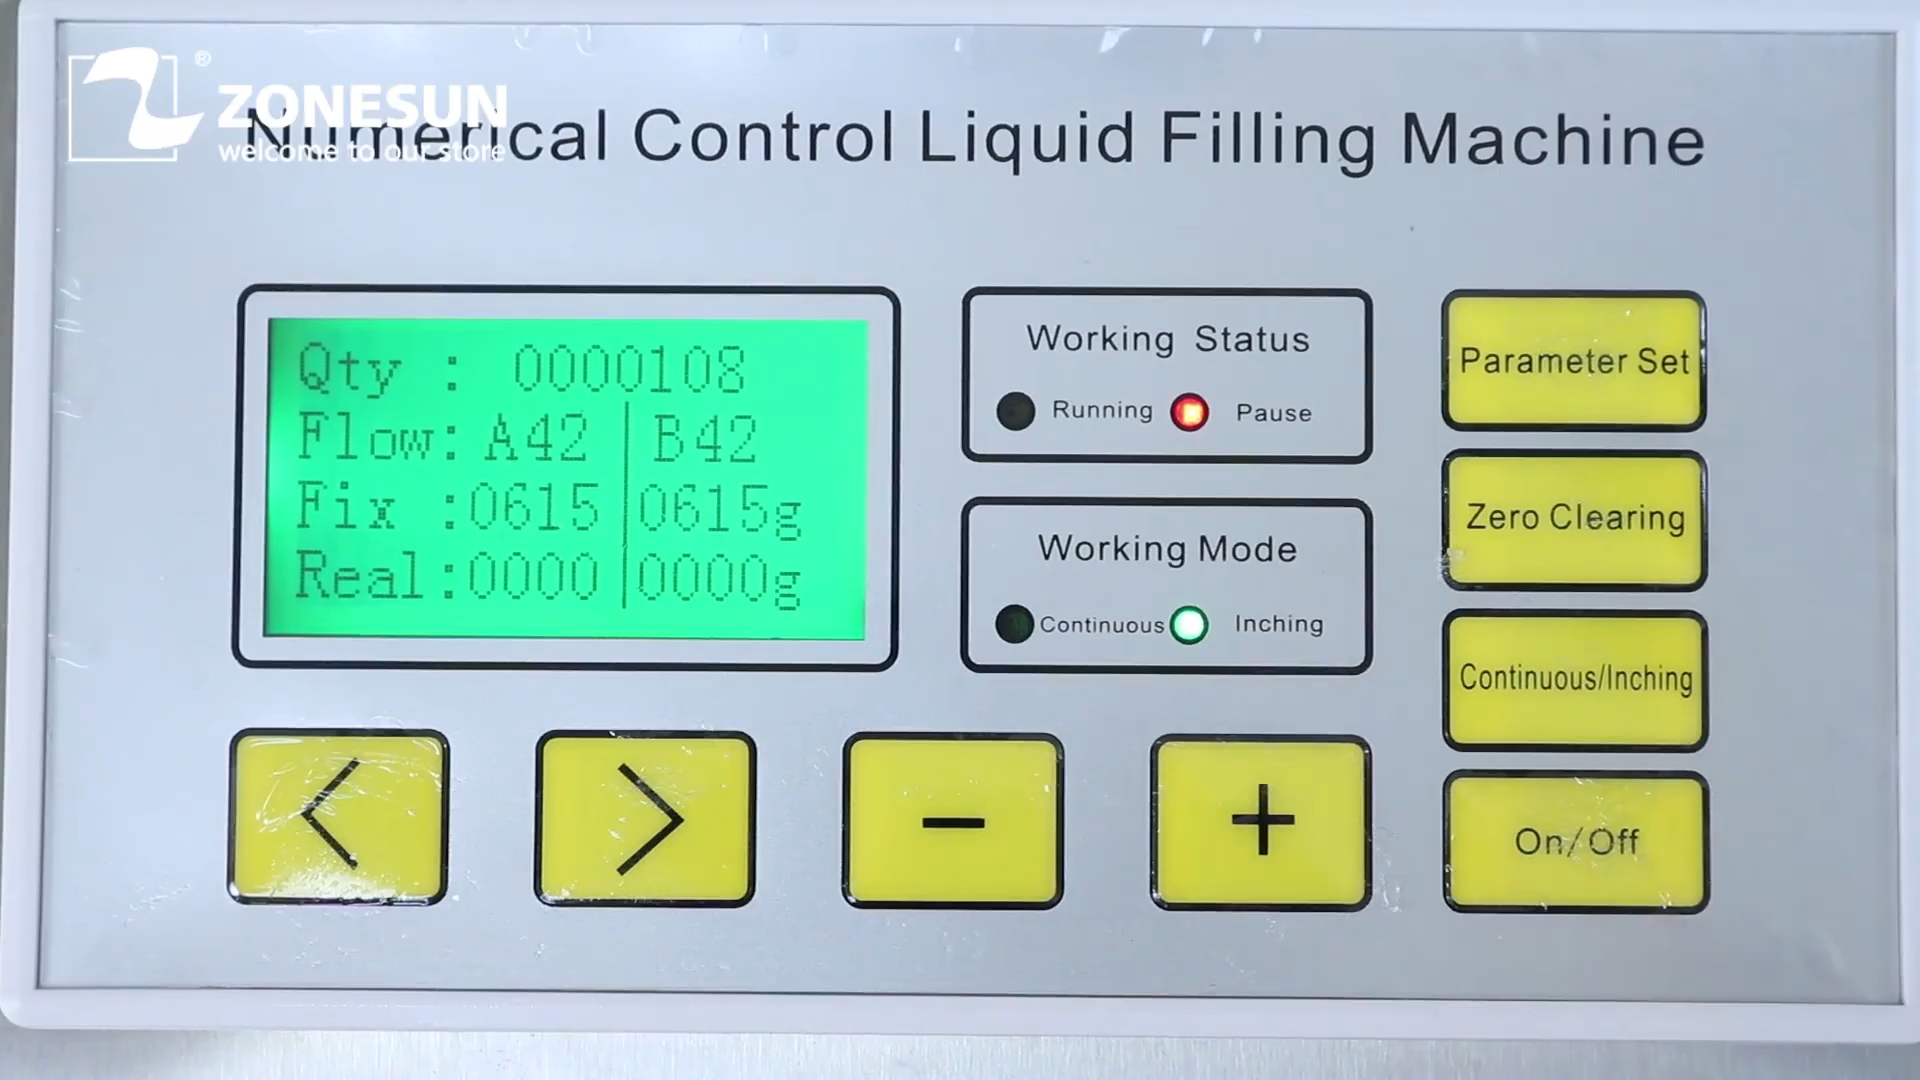 ®
ZONESUN
welcome to our store
Numerical Control Liquid Filling Machine
Qty : 0000108
Flow: A42 B42
Fix :0615 0615g
Real:0000 0000g
Working Status
Running Pause
Working Mode
Continuous Inching
Parameter Set
Zero Clearing
Continuous/Inching
On/Off
< > - +